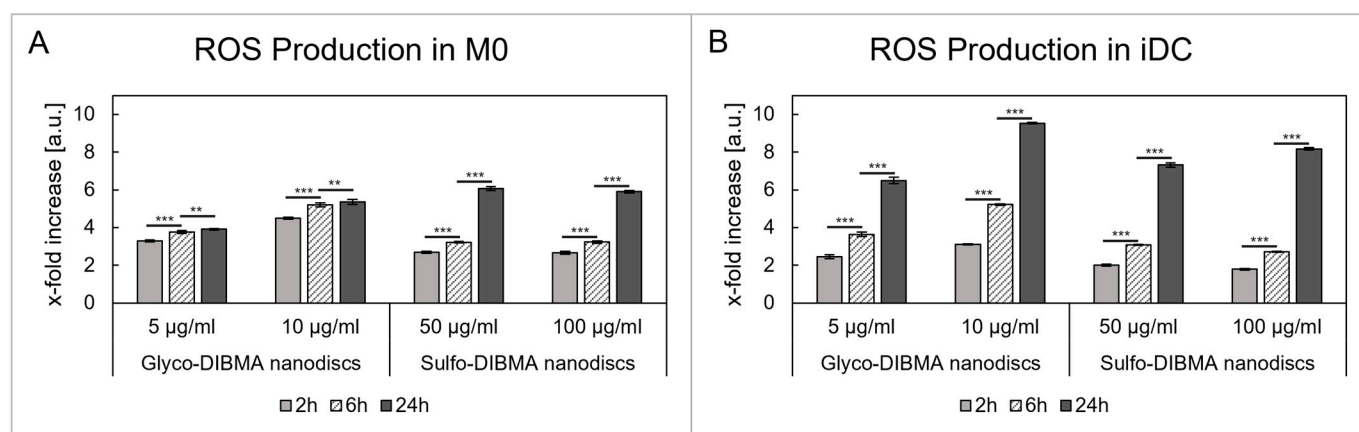 A
ROS Production in M0
x-fold increase [a.u.]
10
8
6
4
2
0
***
**
***
**
***
***
***
***
5 µg/ml
10 µg/ml
50 µg/ml
100 µg/ml
Glyco-DIBMA nanodiscs
Sulfo-DIBMA nanodiscs
2h
6h
24h
B
ROS Production in iDC
x-fold increase [a.u.]
10
8
6
4
2
0
***
***
***
***
***
***
***
***
5 µg/ml
10 µg/ml
50 µg/ml
100 µg/ml
Glyco-DIBMA nanodiscs
Sulfo-DIBMA nanodiscs
2h
6h
24h